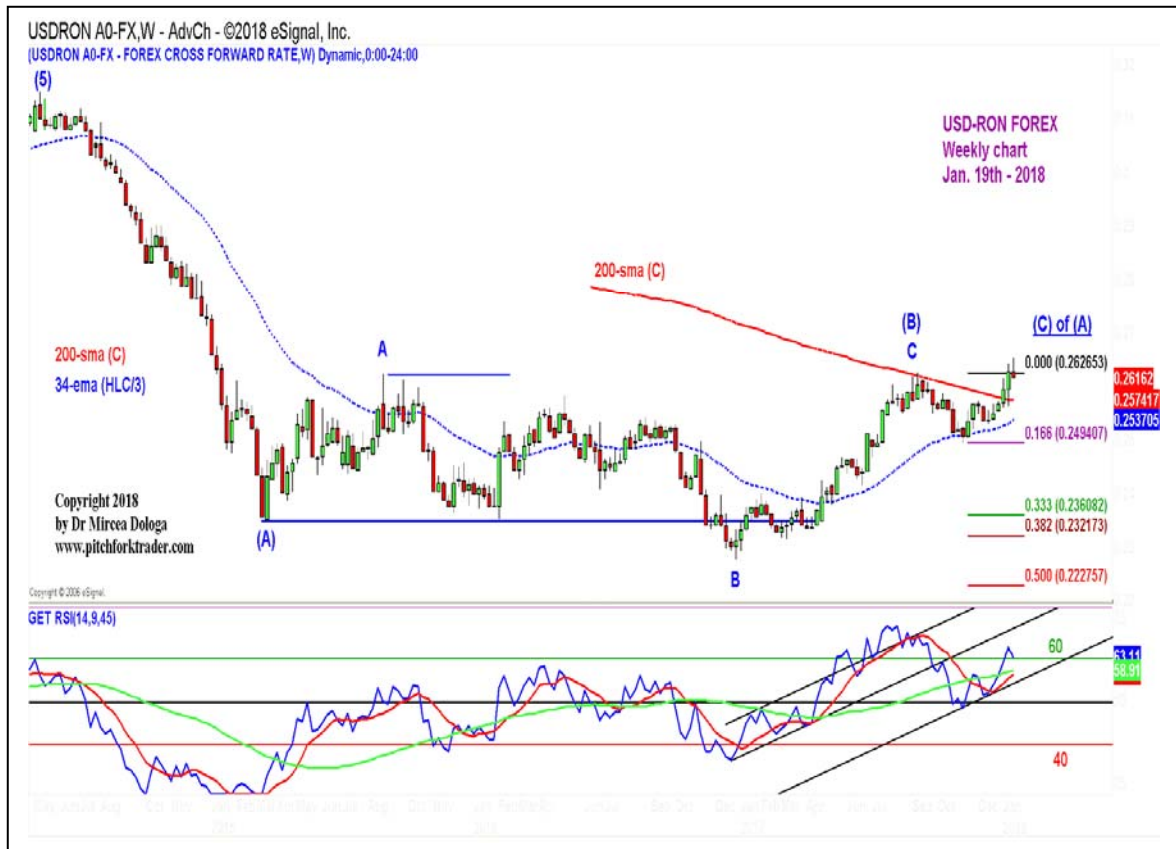 USDRON A0-FX,W - AdvCh - ©2018 eSignal, Inc.
(USDRON A0-FX - FOREX CROSS FORWARD RATE,W) Dynamic,0:00-24:00
(5)
USD-RON FOREX
Weekly chart
Jan. 19th - 2018
200-sma (C)
(B)
C
(C) of (A)
A
200-sma (C)
34-ema (HLC/3)
0.000 (0.262653)
0.26162
0.257417
0.253705
0.166 (0.249407)
Copyright 2018
by Dr Mircea Dologa
www.pitchforktrader.com
(A)
B
0.333 (0.236082)
0.382 (0.232173)
0.500 (0.222757)
Copyright © 2006 eSignal.
GET RSI(14,9,45)
60
63.11
58.91
40